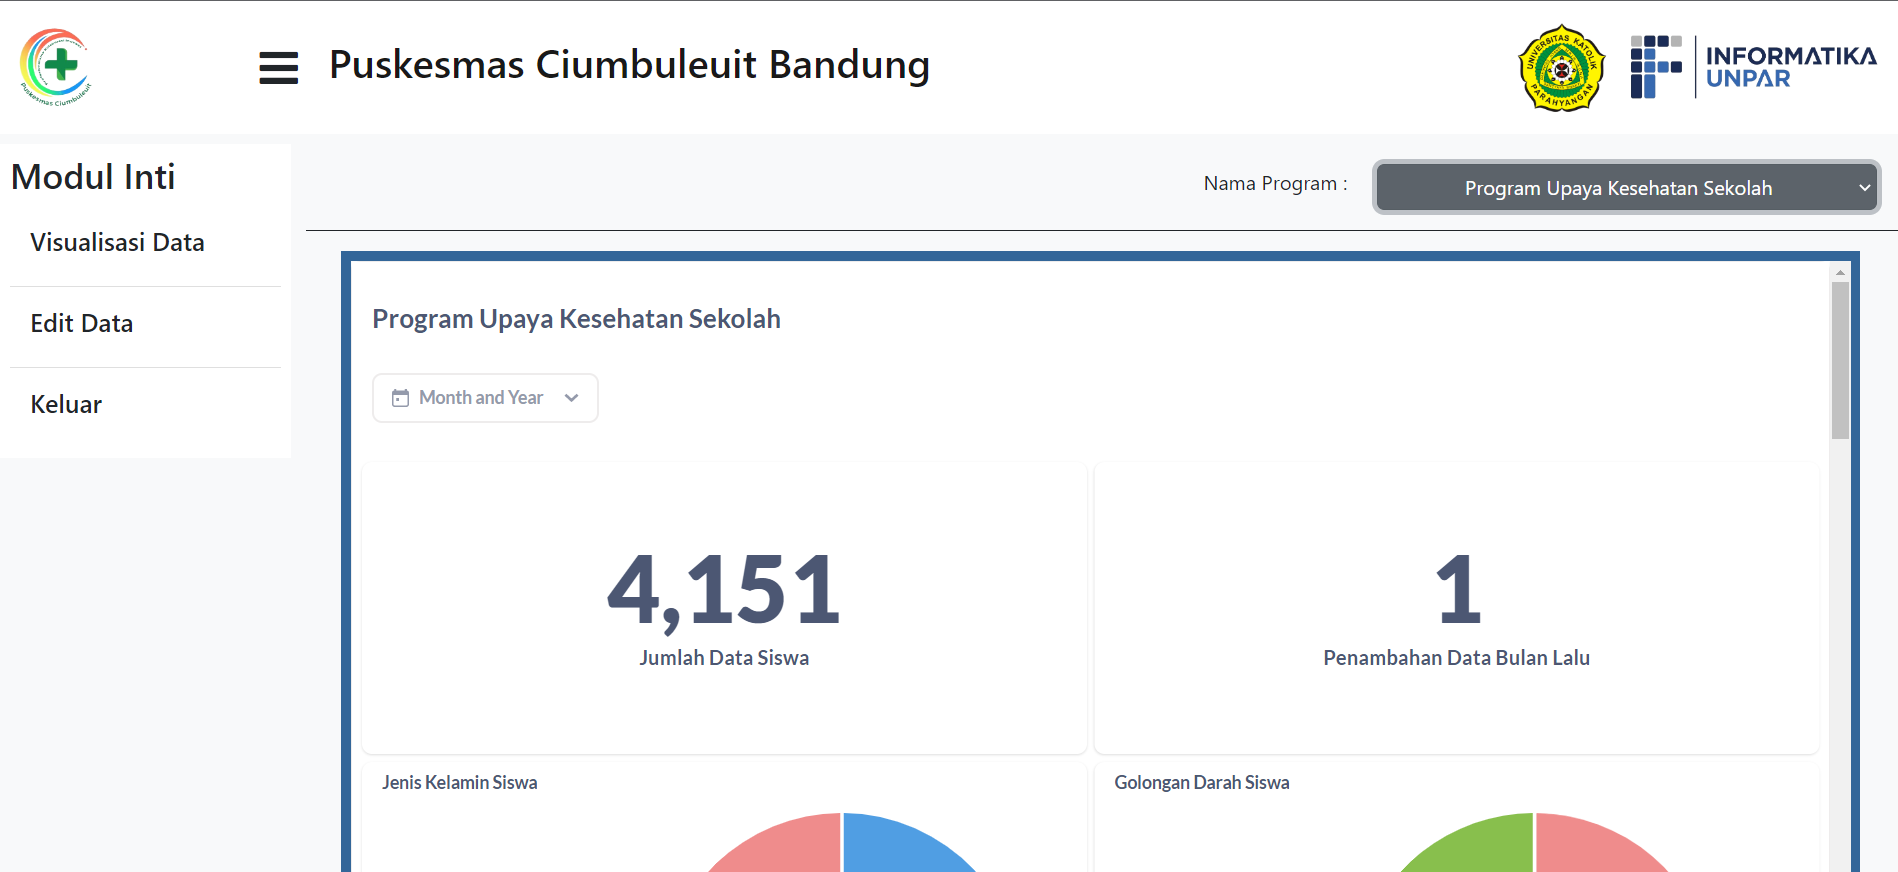 Puskesmas Ciumbuleuit
Puskesmas Ciumbuleuit Bandung
UNIVERSITAS KATOLIK
PARAHYANGAN
INFORMATIKA
UNPAR
Modul Inti
Visualisasi Data
Edit Data
Keluar
Nama Program :
Program Upaya Kesehatan Sekolah
Program Upaya Kesehatan Sekolah
Month and Year
4,151
Jumlah Data Siswa
1
Penambahan Data Bulan Lalu
Jenis Kelamin Siswa
Golongan Darah Siswa